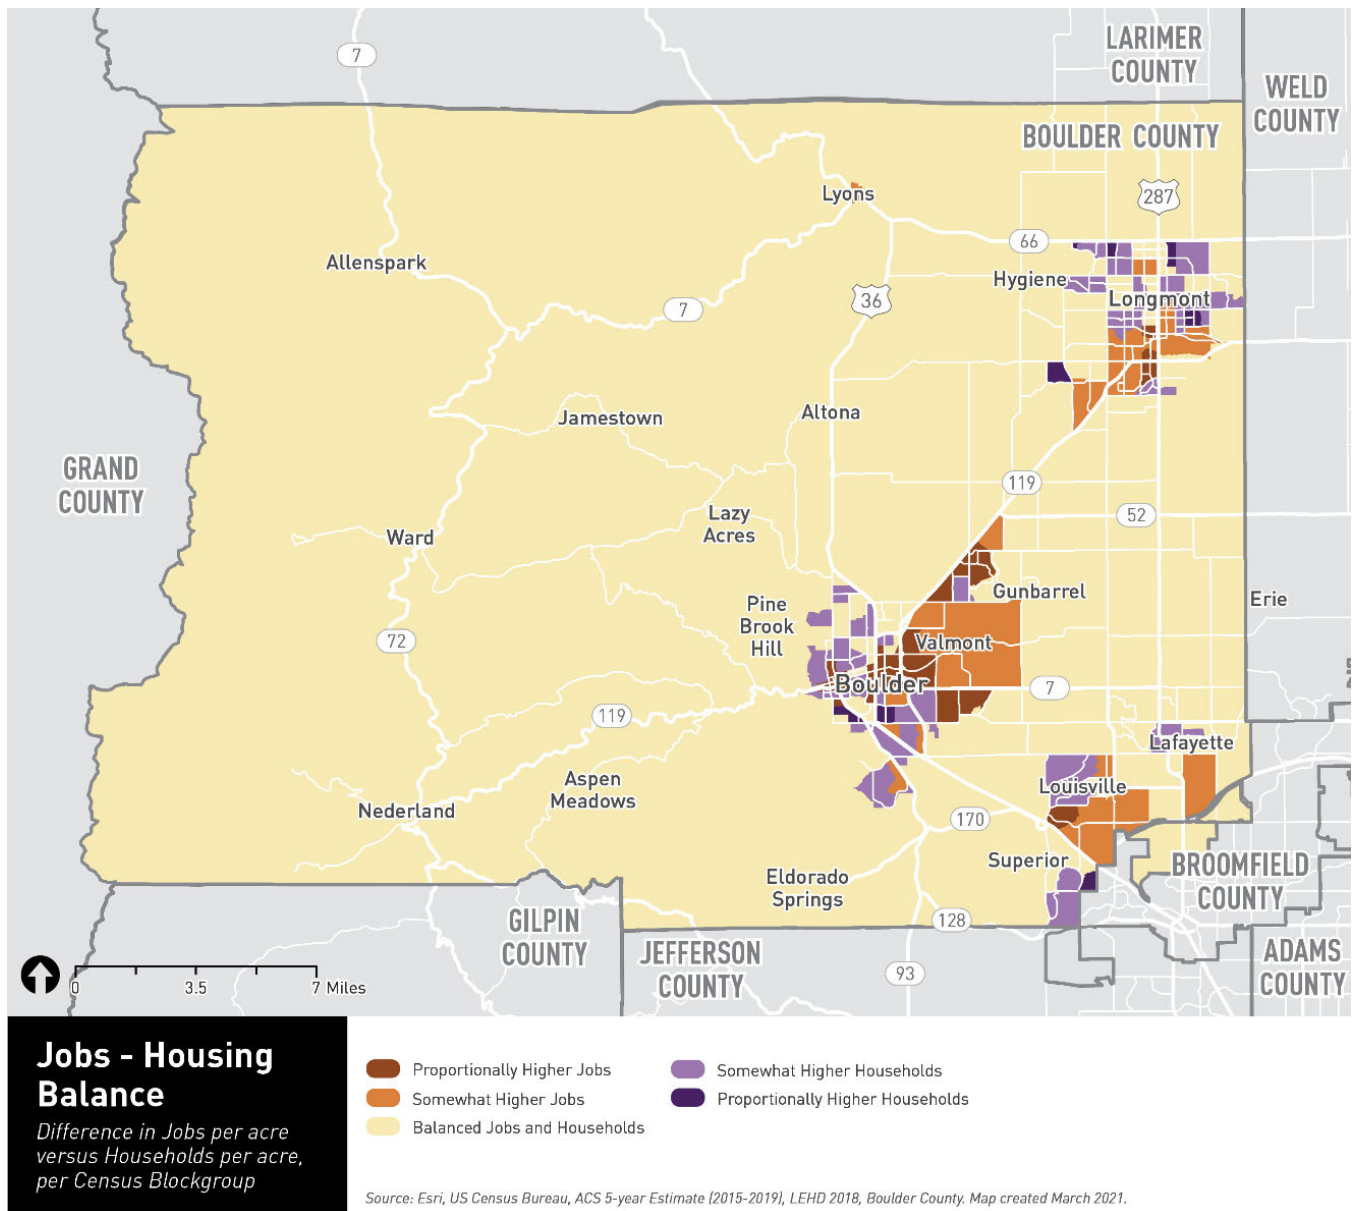 7
LARIMER
COUNTY
WELD
COUNTY
BOULDER COUNTY
287
Lyons
66
Allenspark
Hygiene
Longmont
36
7
Jamestown
Altona
GRAND
COUNTY
119
52
Lazy
Acres
Ward
Gunbarrel
Erie
Pine
Brook
Hill
72
Valmont
Boulder
7
119
Lafayette
Aspen
Meadows
Louisville
Nederland
170
Superior
BROOMFIELD
COUNTY
Eldorado
Springs
GILPIN
COUNTY
128
JEFFERSON
COUNTY
ADAMS
COUNTY
93
0
3.5
7 Miles
Jobs - Housing
Balance
Difference in Jobs per acre
versus Households per acre,
per Census Blockgroup
Proportionally Higher Jobs
Somewhat Higher Jobs
Balanced Jobs and Households
Somewhat Higher Households
Proportionally Higher Households
Source: Esri, US Census Bureau, ACS 5-year Estimate (2015-2019), LEHD 2018, Boulder County. Map created March 2021.